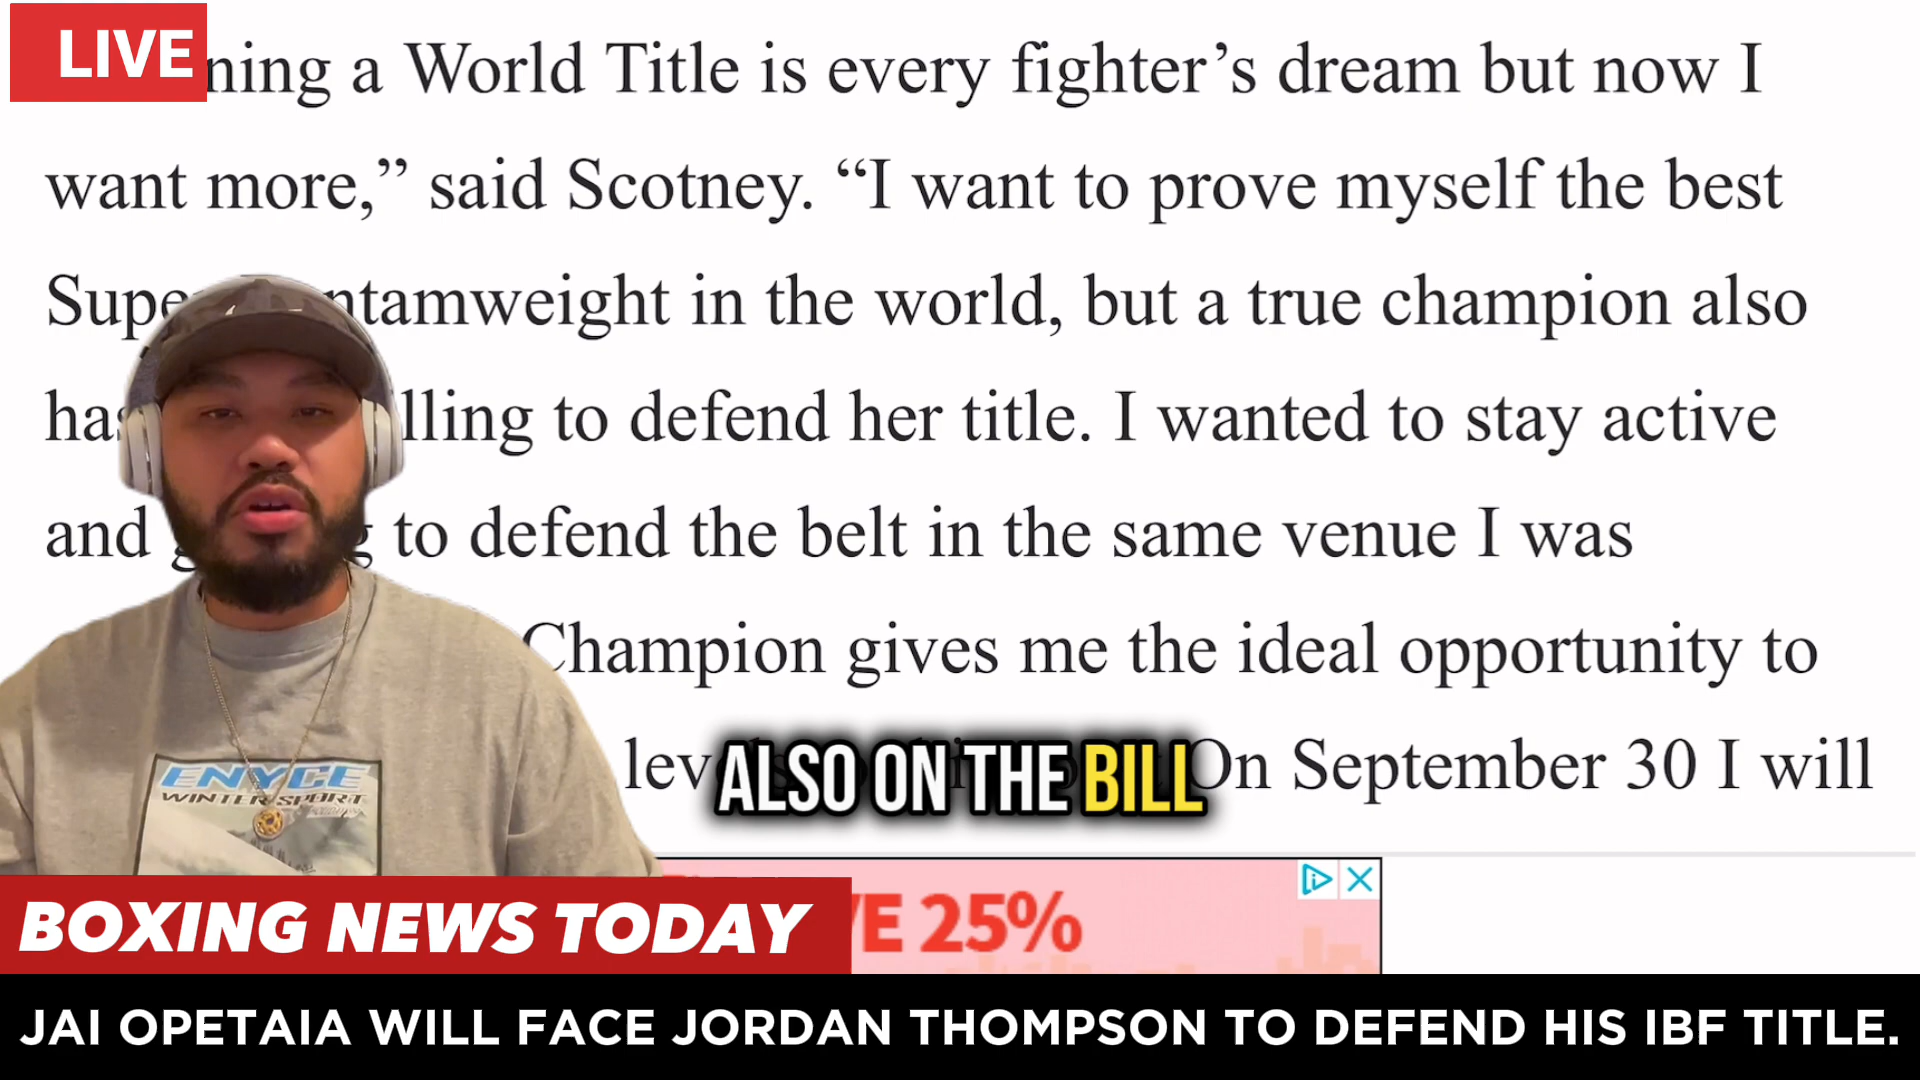 LIVE
ning a World Title is every fighter’s dream but now I
want more,” said Scotney. “I want to prove myself the best
Supe ntamweight in the world, but a true champion also
has lling to defend her title. I wanted to stay active
and g g to defend the belt in the same venue I was
Champion gives me the ideal opportunity to
lev On September 30 I will
ALSO ON THE BILL
ENYCE
WINTER SPORT
E 25%
BOXING NEWS TODAY
JAI OPETAIA WILL FACE JORDAN THOMPSON TO DEFEND HIS IBF TITLE.